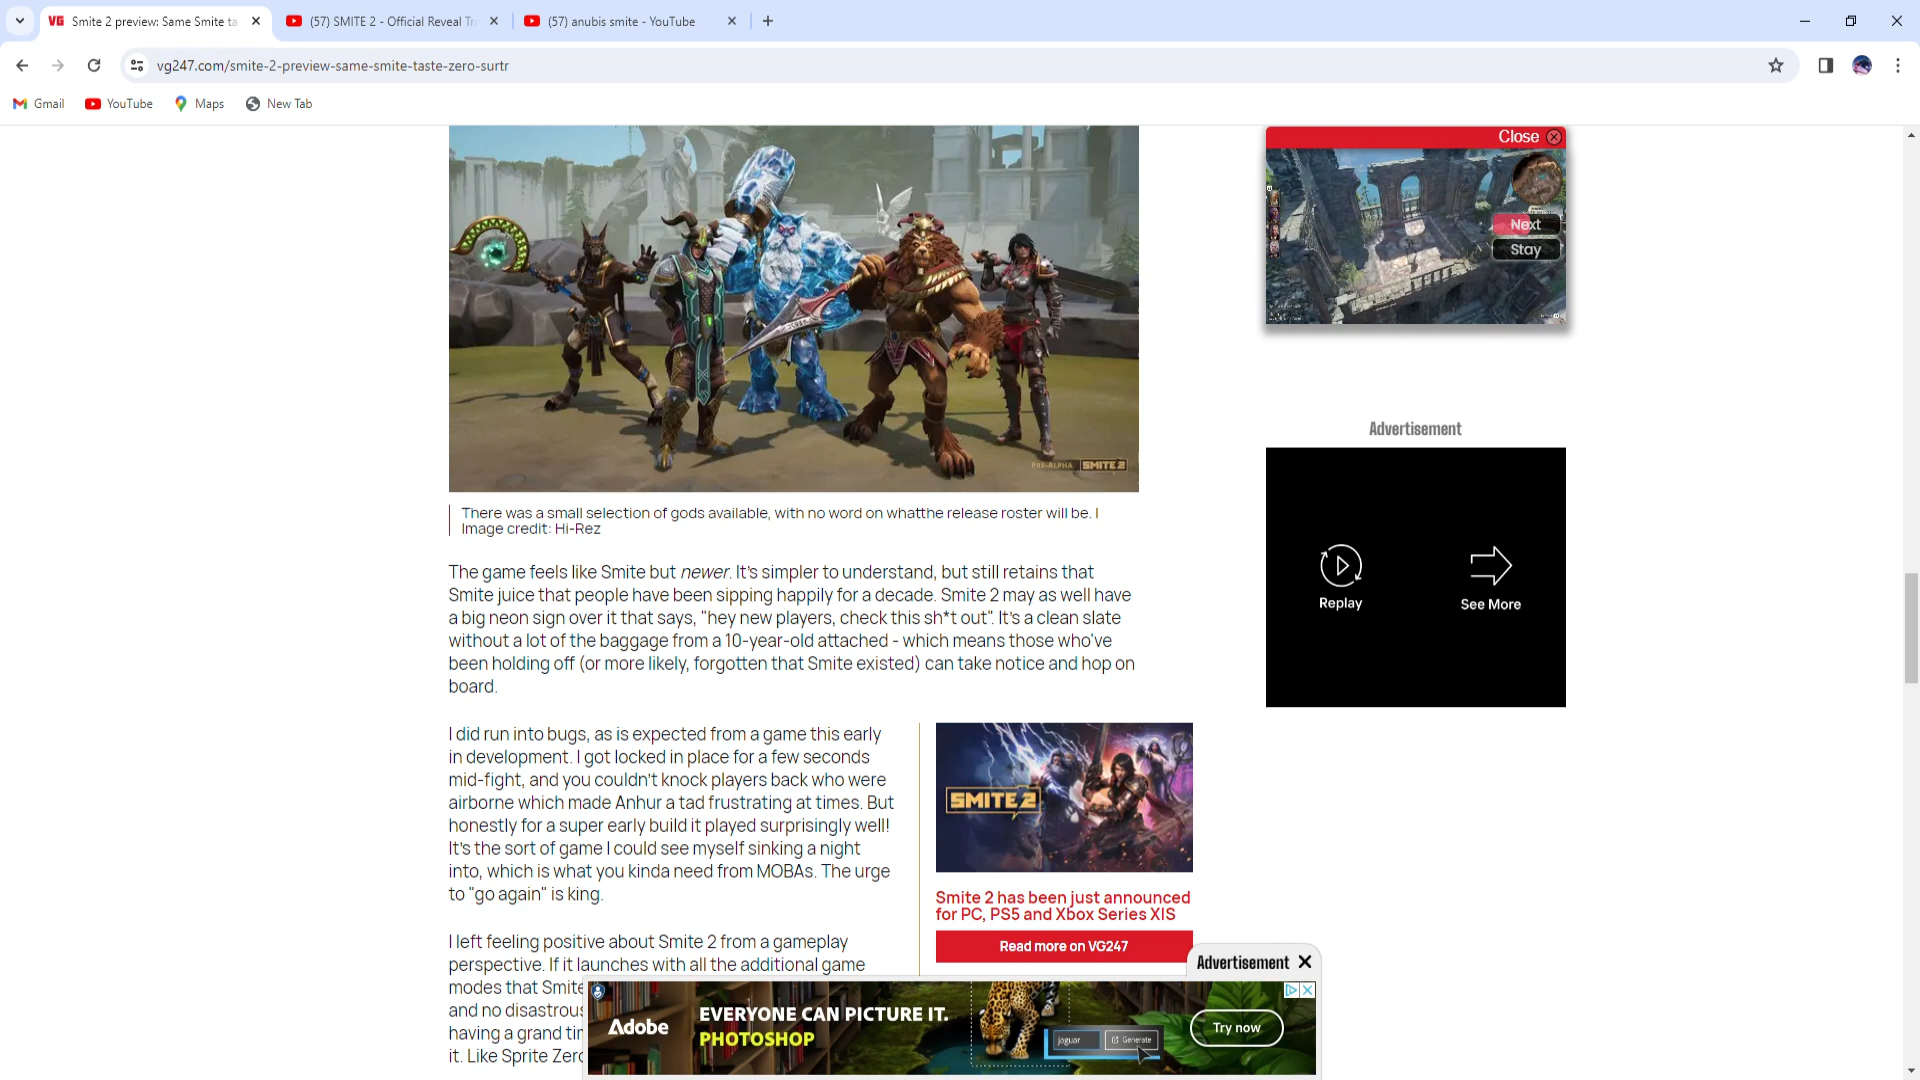 VG Smite 2 preview: Same Smite ta
(57) SMITE 2 - Official Reveal Tr
(57) anubis smite - YouTube
vg247.com/smite-2-preview-same-smite-taste-zero-surtr
Gmail
YouTube
Maps
New Tab
Close
Next
Stay
PRE-ALPHA SMITE 2
There was a small selection of gods available, with no word on whatthe release roster will be. |
Image credit: Hi-Rez
Advertisement
Replay
See More
The game feels like Smite but newer. It's simpler to understand, but still retains that
Smite juice that people have been sipping happily for a decade. Smite 2 may as well have
a big neon sign over it that says, "hey new players, check this sh*t out". It's a clean slate
without a lot of the baggage from a 10-year-old attached - which means those who've
been holding off (or more likely, forgotten that Smite existed) can take notice and hop on
board.
I did run into bugs, as is expected from a game this early
in development. I got locked in place for a few seconds
mid-fight, and you couldn't knock players back who were
airborne which made Anhur a tad frustrating at times. But
honestly for a super early build it played surprisingly well!
It's the sort of game I could see myself sinking a night
into, which is what you kinda need from MOBAs. The urge
to "go again" is king.
SMITE 2
Smite 2 has been just announced
for PC, PS5 and Xbox Series X|S
Read more on VG247
I left feeling positive about Smite 2 from a gameplay
perspective. If it launches with all the additional game
modes that Smite
and no disastrous
having a grand tim
it. Like Sprite Zero
Advertisement
Adobe
EVERYONE CAN PICTURE IT.
PHOTOSHOP
jaguar
Generate
Try now